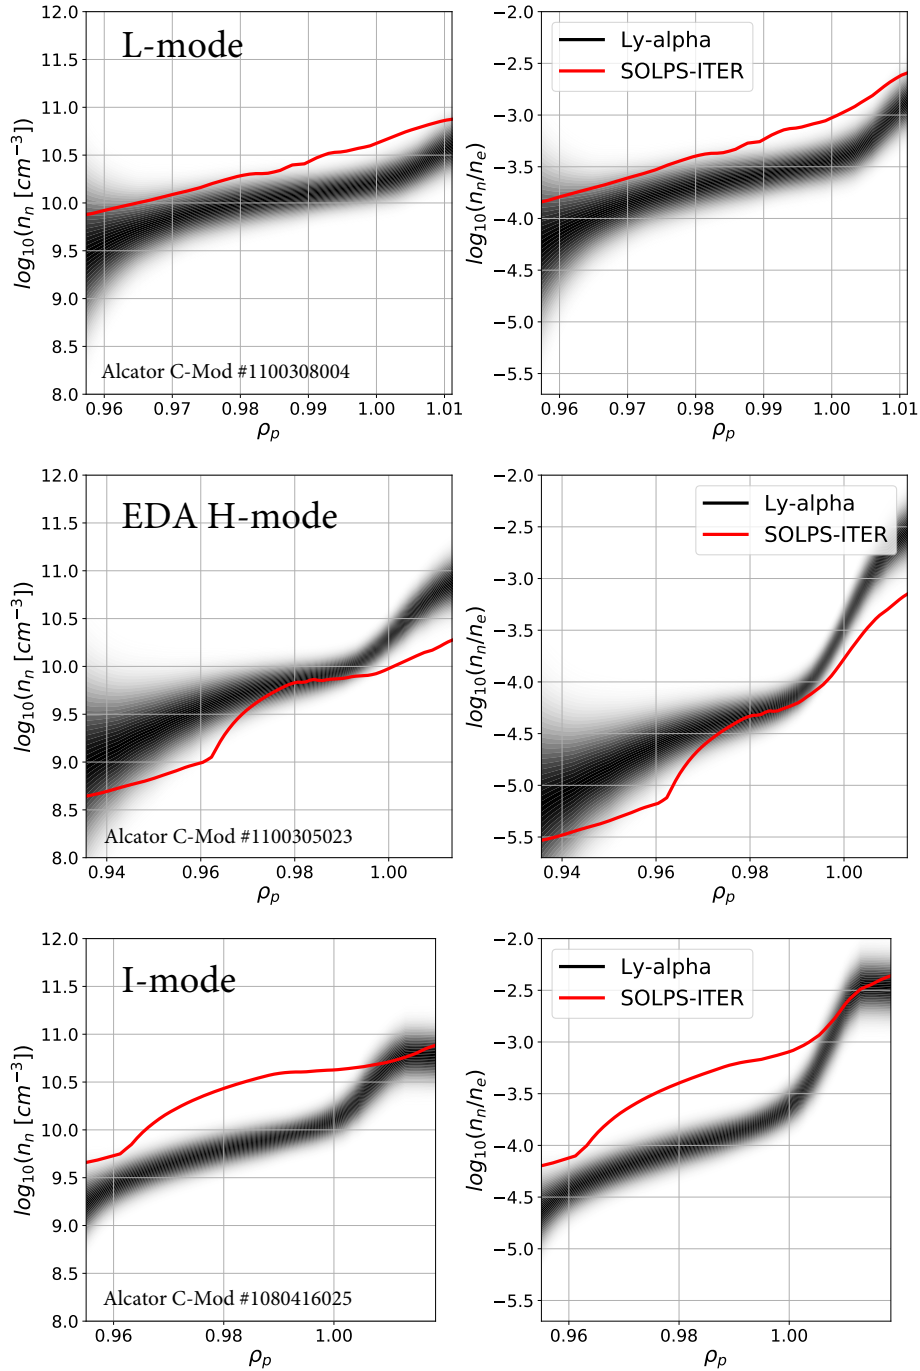 L-mode
12.0
11.5
11.0
10.5
10.0
9.5
9.0
8.5
8.0
log10(nn [cm−3])
Alcator C-Mod #1100308004
0.96 0.97 0.98 0.99 1.00 1.01
ρp
Ly-alpha
SOLPS-ITER
−2.0
−2.5
−3.0
−3.5
−4.0
−4.5
−5.0
−5.5
log10(nn/ne)
0.96 0.97 0.98 0.99 1.00 1.01
ρp
EDA H-mode
12.0
11.5
11.0
10.5
10.0
9.5
9.0
8.5
8.0
log10(nn [cm−3])
Alcator C-Mod #1100305023
0.94 0.96 0.98 1.00
ρp
Ly-alpha
SOLPS-ITER
−2.0
−2.5
−3.0
−3.5
−4.0
−4.5
−5.0
−5.5
log10(nn/ne)
0.94 0.96 0.98 1.00
ρp
I-mode
12.0
11.5
11.0
10.5
10.0
9.5
9.0
8.5
8.0
log10(nn [cm−3])
Alcator C-Mod #1080416025
0.96 0.98 1.00
ρp
Ly-alpha
SOLPS-ITER
−2.0
−2.5
−3.0
−3.5
−4.0
−4.5
−5.0
−5.5
log10(nn/ne)
0.96 0.98 1.00
ρp